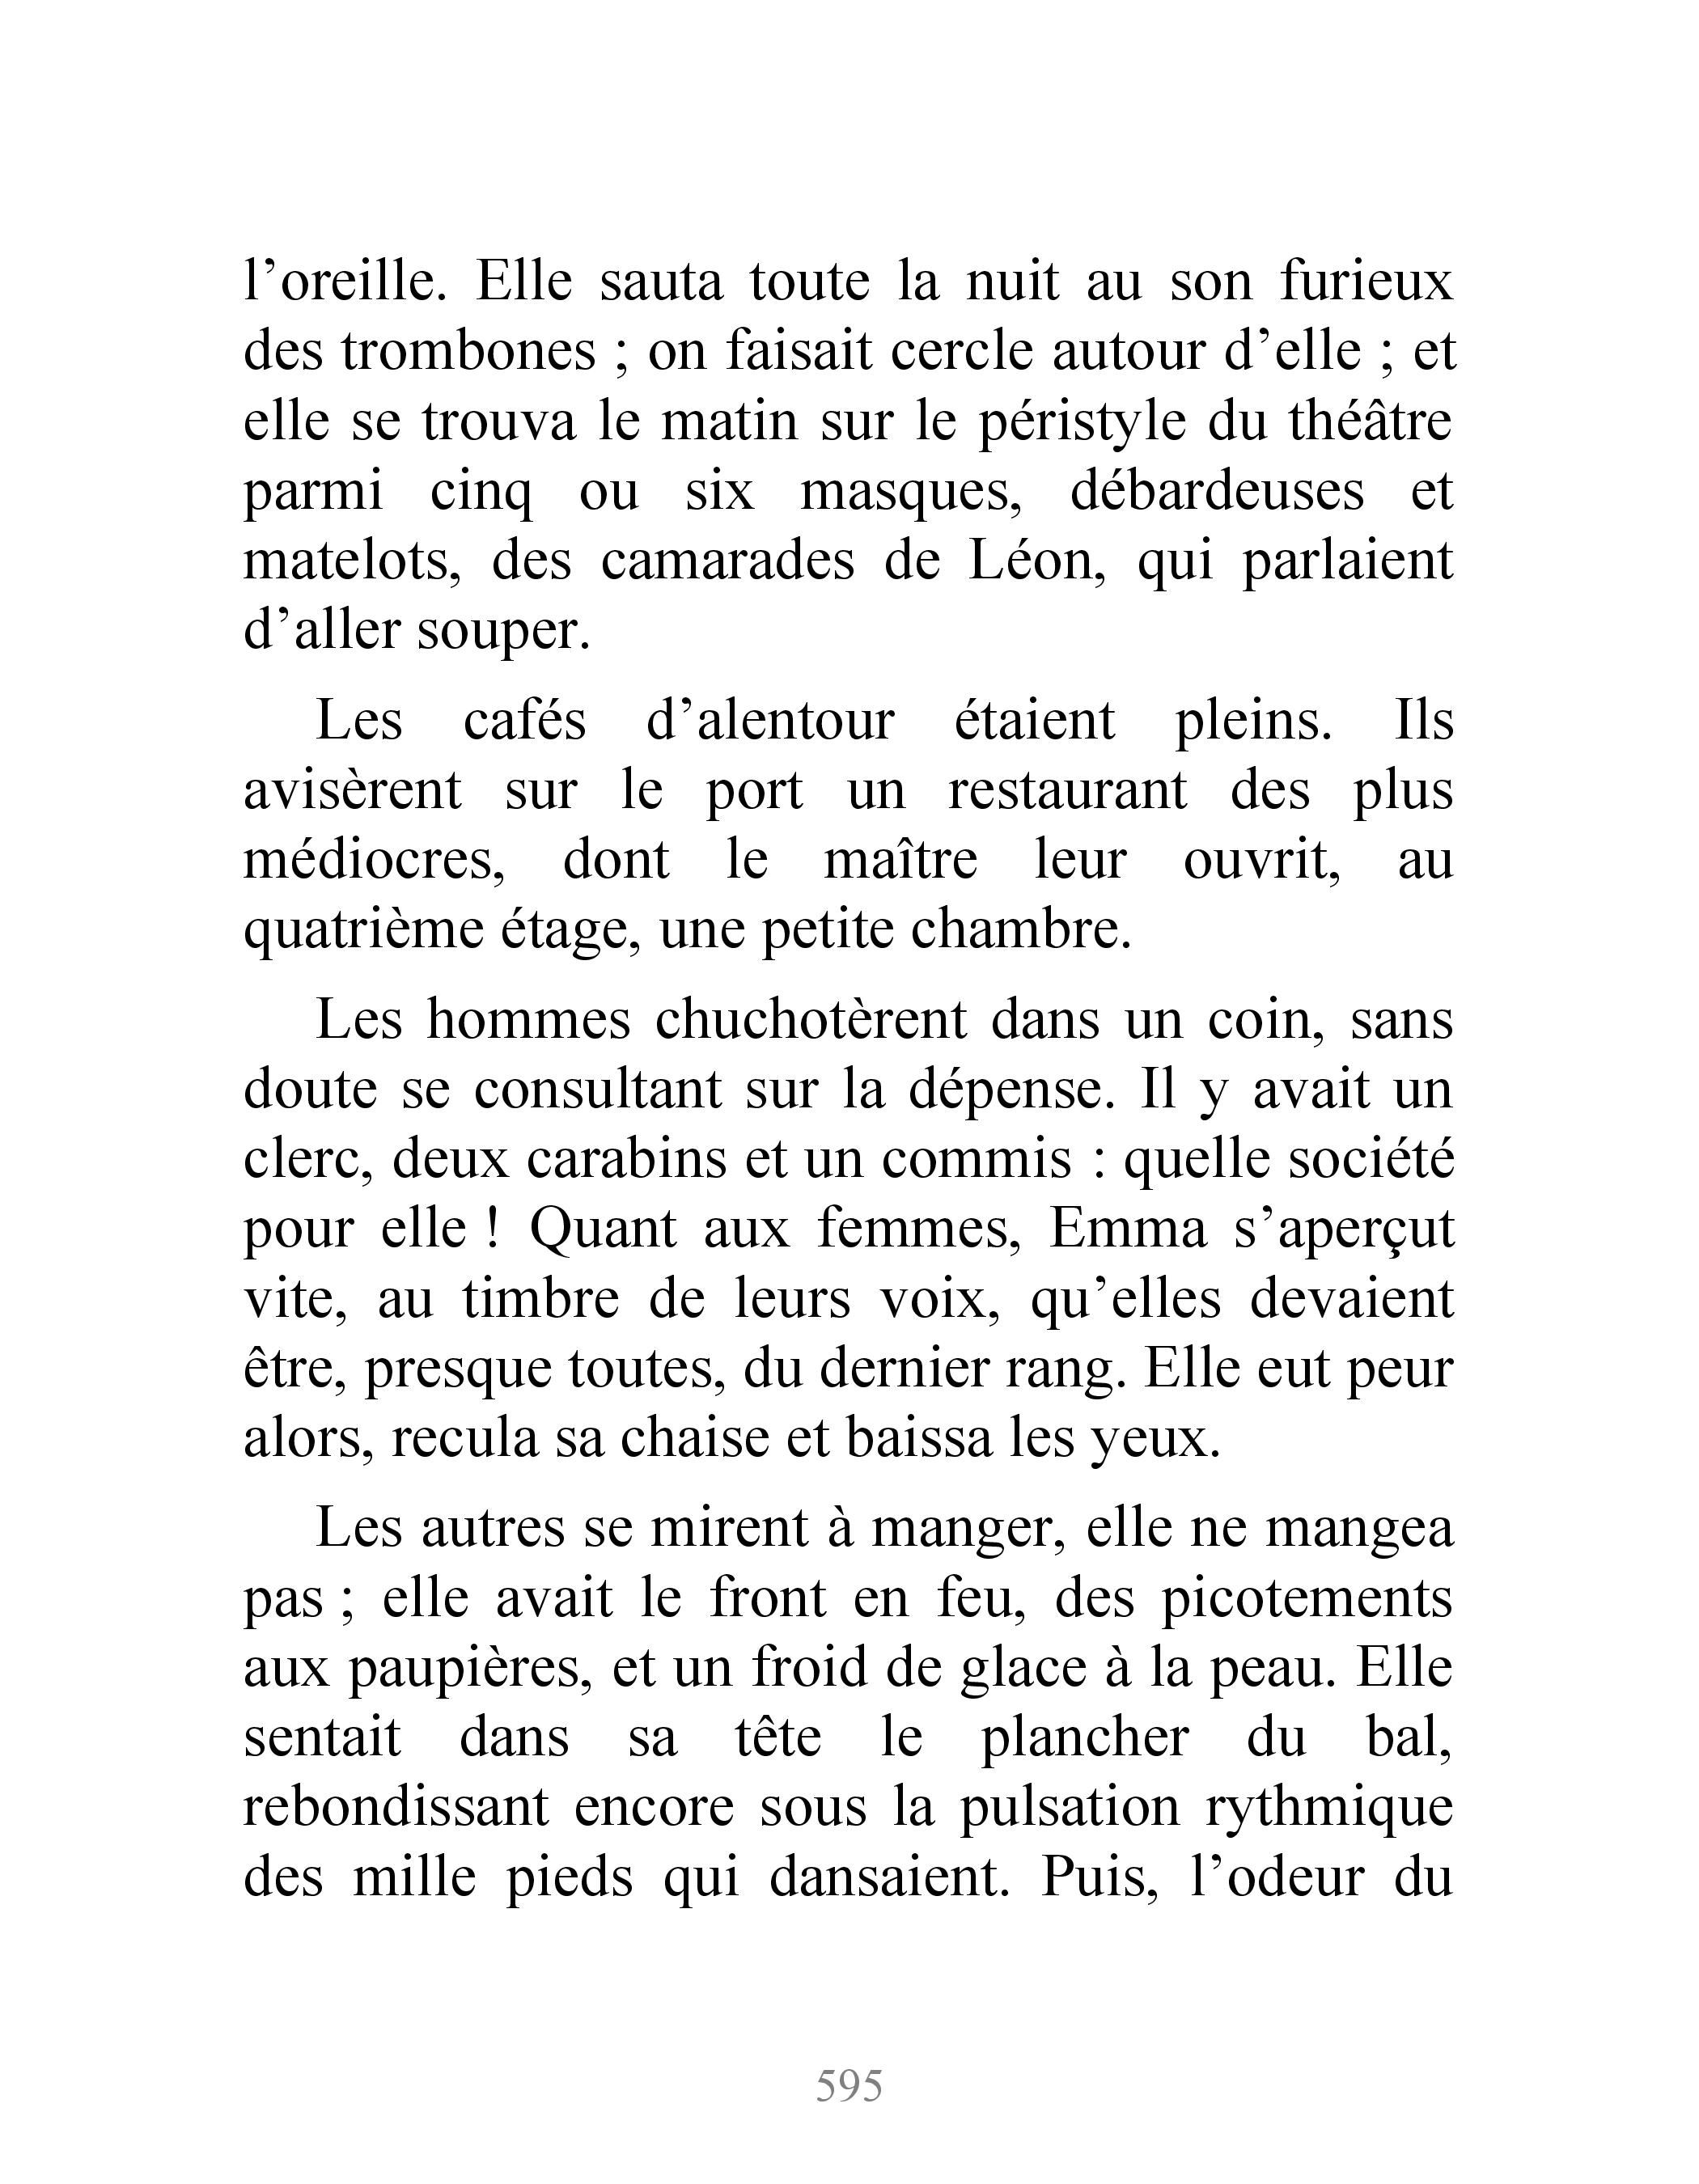 l’oreille. Elle sauta toute la nuit au son furieux
des trombones ; on faisait cercle autour d’elle ; et
elle se trouva le matin sur le péristyle du théâtre
parmi cinq ou six masques, débardeuses et
matelots, des camarades de Léon, qui parlaient
d’aller souper.
Les cafés d’alentour étaient pleins. Ils
avisèrent sur le port un restaurant des plus
médiocres, dont le maître leur ouvrit, au
quatrième étage, une petite chambre.
Les hommes chuchotèrent dans un coin, sans
doute se consultant sur la dépense. Il y avait un
clerc, deux carabins et un commis : quelle société
pour elle ! Quant aux femmes, Emma s’aperçut
vite, au timbre de leurs voix, qu’elles devaient
être, presque toutes, du dernier rang. Elle eut peur
alors, recula sa chaise et baissa les yeux.
Les autres se mirent à manger, elle ne mangea
pas ; elle avait le front en feu, des picotements
aux paupières, et un froid de glace à la peau. Elle
sentait dans sa tête le plancher du bal,
rebondissant encore sous la pulsation rythmique
des mille pieds qui dansaient. Puis, l’odeur du
595